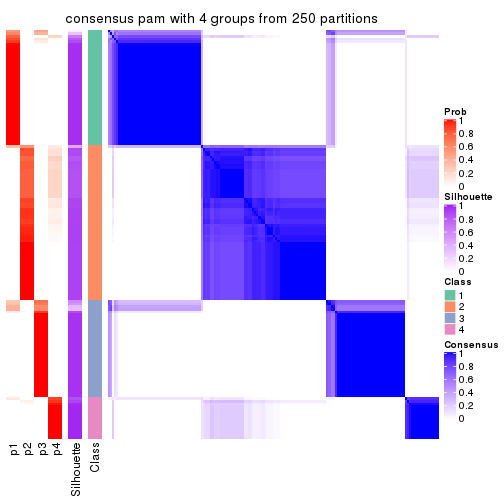 consensus pam with 4 groups from 250 partitions
Prob
1
0.8
0.6
0.4
0.2
0
Silhouette
1
0.8
0.6
0.4
0.2
0
Class
1
2
3
4
Consensus
1
0.8
0.6
0.4
0.2
0
p1
p2
p3
p4
Silhouette
Class